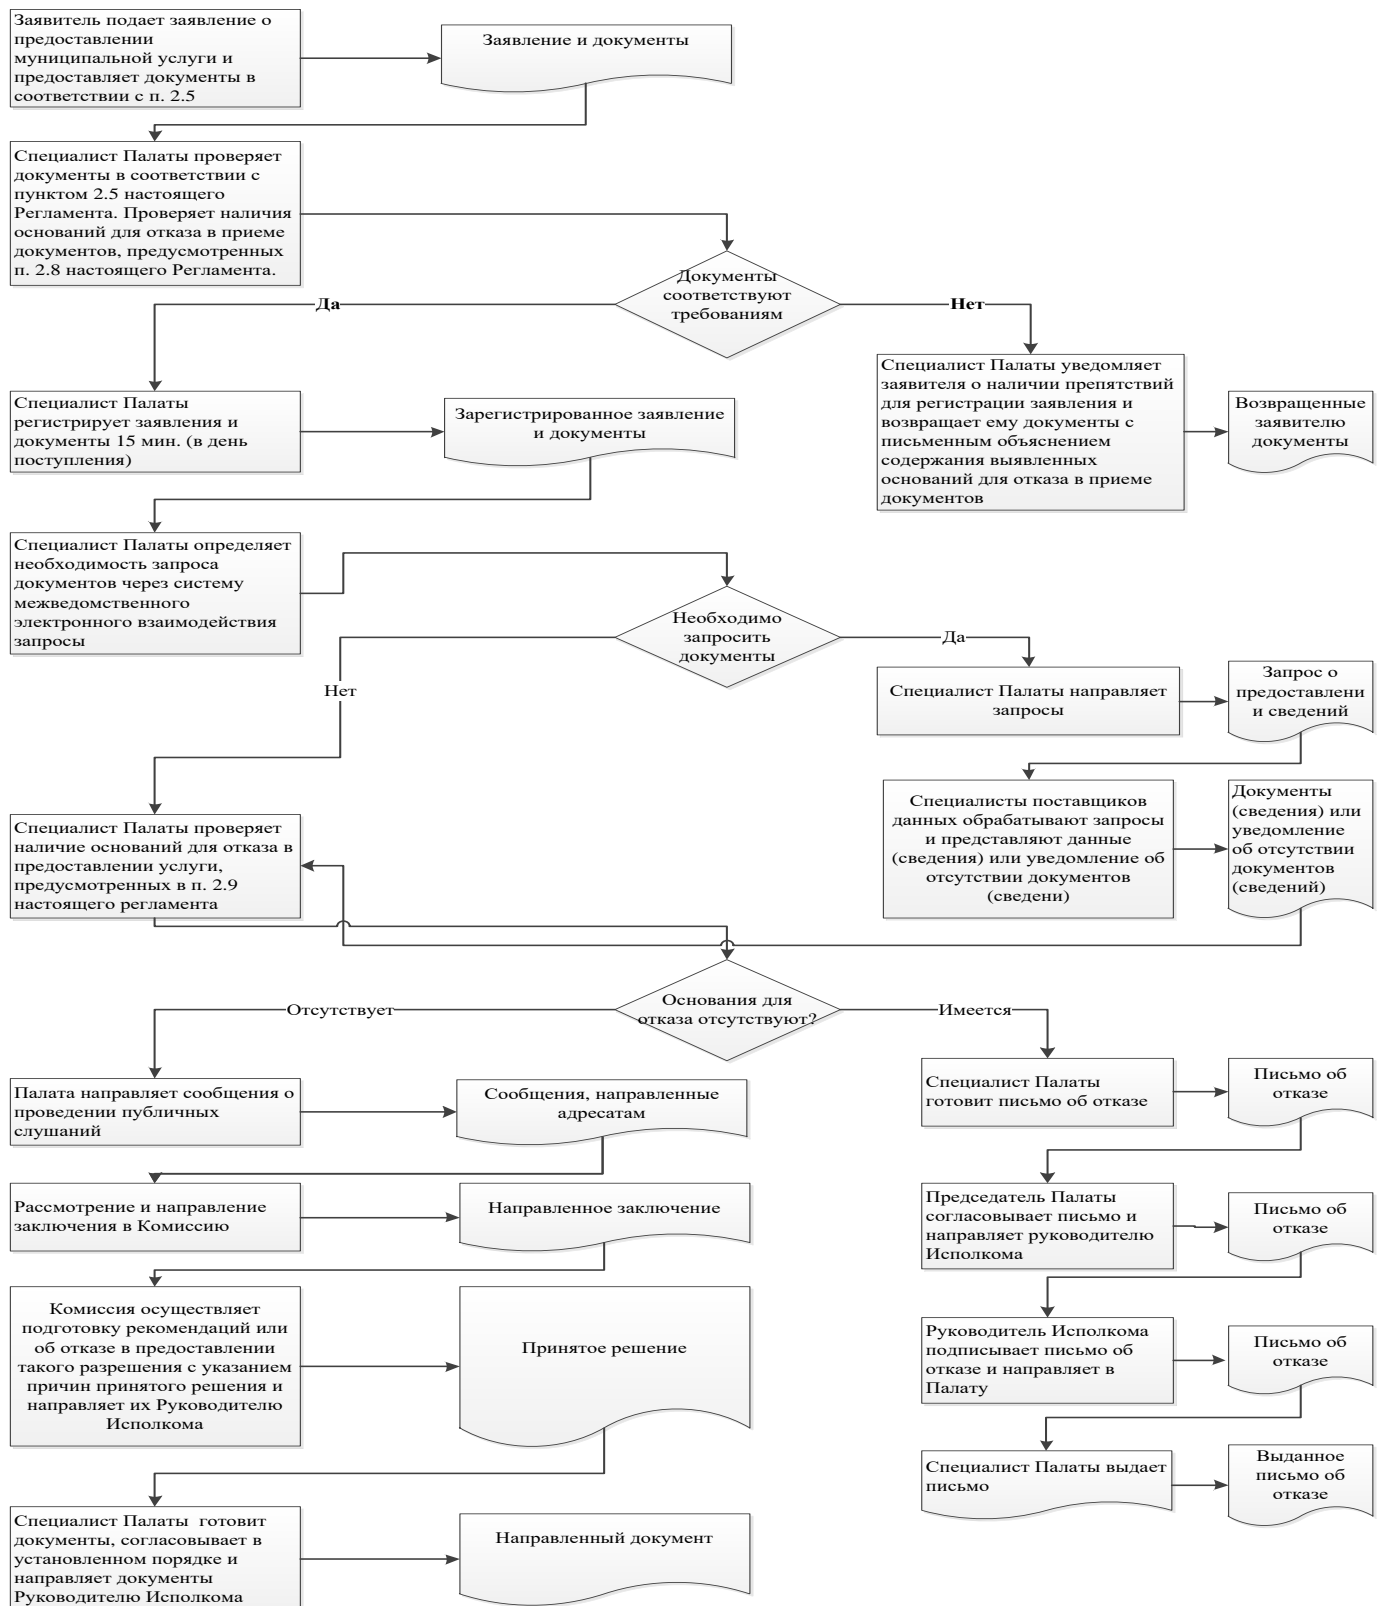 Заявитель подает заявление о
предоставлении
муниципальной услуги и
предоставляет документы в
соответствии с п. 2.5
Заявление и документы
Специалист Палаты проверяет
документы в соответствии с
пунктом 2.5 настоящего
Регламента. Проверяет наличия
оснований для отказа в приеме
документов, предусмотренных
п. 2.8 настоящего Регламента.
Документы
соответствуют
требованиям
Да
Нет
Специалист Палаты
регистрирует заявления и
документы 15 мин. (в день
поступления)
Зарегистрированное заявление
и документы
Специалист Палаты уведомляет
заявителя о наличии препятствий
для регистрации заявления и
возвращает ему документы с
письменным объяснением
содержания выявленных
оснований для отказа в приеме
документов
Возвращенные
заявителю
документы
Специалист Палаты определяет
необходимость запроса
документов через систему
межведомственного
электронного взаимодействия
запросы
Необходимо
запросить
документы
Да
Нет
Специалист Палаты направляет
запросы
Запрос о
предоставлени
и сведений
Специалисты поставщиков
данных обрабатывают запросы
и представляют данные
(сведения) или уведомление об
отсутствии документов
(сведени)
Документы
(сведения) или
уведомление
об отсутствии
документов
(сведений)
Специалист Палаты проверяет
наличие оснований для отказа в
предоставлении услуги,
предусмотренных в п. 2.9
настоящего регламента
Основания для
отказа отсутствуют?
Отсутствует
Имеется
Палата направляет сообщения о
проведении публичных
слушаний
Сообщения, направленные
адресатам
Специалист Палаты
готовит письмо об отказе
Письмо об
отказе
Рассмотрение и направление
заключения в Комиссию
Направленное заключение
Председатель Палаты
согласовывает письмо и
направляет руководителю
Исполкома
Письмо об
отказе
Комиссия осуществляет
подготовку рекомендаций или
об отказе в предоставлении
такого разрешения с указанием
причин принятого решения и
направляет их Руководителю
Исполкома
Принятое решение
Руководитель Исполкома
подписывает письмо об
отказе и направляет в
Палату
Письмо об
отказе
Специалист Палаты выдает
письмо
Выданное
письмо об
отказе
Специалист Палаты  готовит
документы, согласовывает в
установленном порядке и
направляет документы
Руководителю Исполкома
Направленный документ